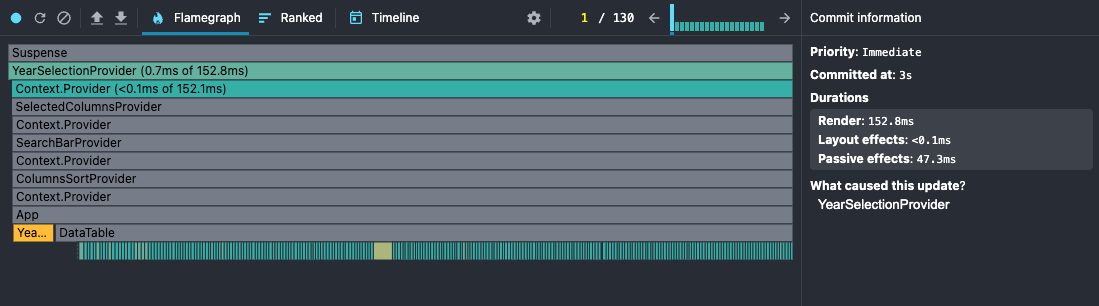 Flamegraph Ranked Timeline 1 / 130 Commit information
Suspense
YearSelectionProvider (0.7ms of 152.8ms)
Context.Provider (<0.1ms of 152.1ms)
SelectedColumnsProvider
Context.Provider
SearchBarProvider
Context.Provider
ColumnsSortProvider
Context.Provider
App
Yea... DataTable
Priority: Immediate
Committed at: 3s
Durations
Render: 152.8ms
Layout effects: <0.1ms
Passive effects: 47.3ms
What caused this update?
YearSelectionProvider